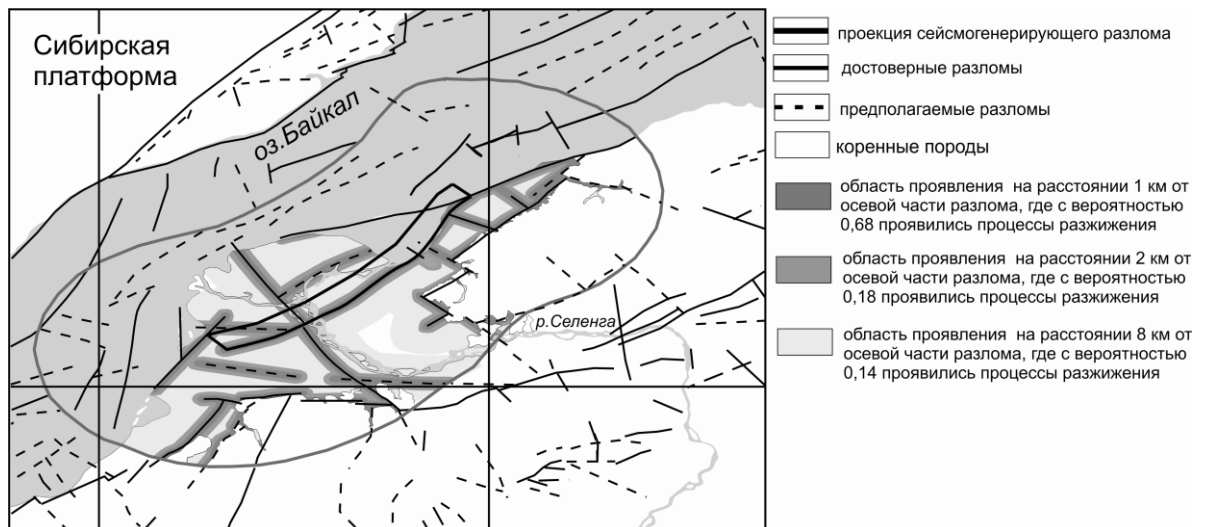 Сибирская
платформа
оз.Байкал
р.Селенга
проекция сейсмогенерирующего разлома
достоверные разломы
предполагаемые разломы
коренные породы
область проявления на расстоянии 1 км от
осевой части разлома, где с вероятностью
0,68 проявились процессы разжижения
область проявления на расстоянии 2 км от
осевой части разлома, где с вероятностью
0,18 проявились процессы разжижения
область проявления на расстоянии 8 км от
осевой части разлома, где с вероятностью
0,14 проявились процессы разжижения